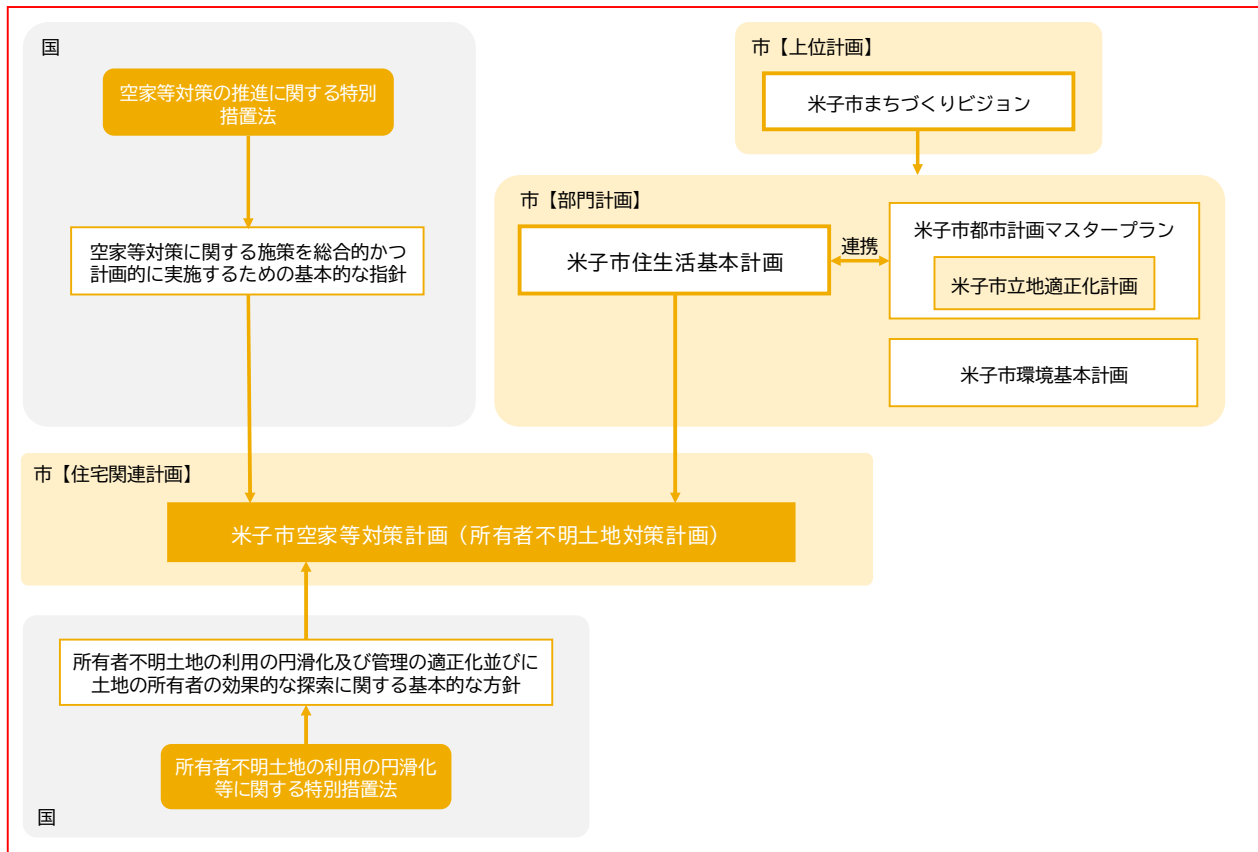 国
空家等対策の推進に関する特別
措置法
空家等対策に関する施策を総合的かつ
計画的に実施するための基本的な指針
市【上位計画】
米子市まちづくりビジョン
市【部門計画】
米子市住生活基本計画
連携
米子市都市計画マスタープラン
米子市立地適正化計画
米子市環境基本計画
市【住宅関連計画】
米子市空家等対策計画（所有者不明土地対策計画）
所有者不明土地の利用の円滑化及び管理の適正化並びに
土地の所有者の効果的な探索に関する基本的な方針
所有者不明土地の利用の円滑化
等に関する特別措置法
国